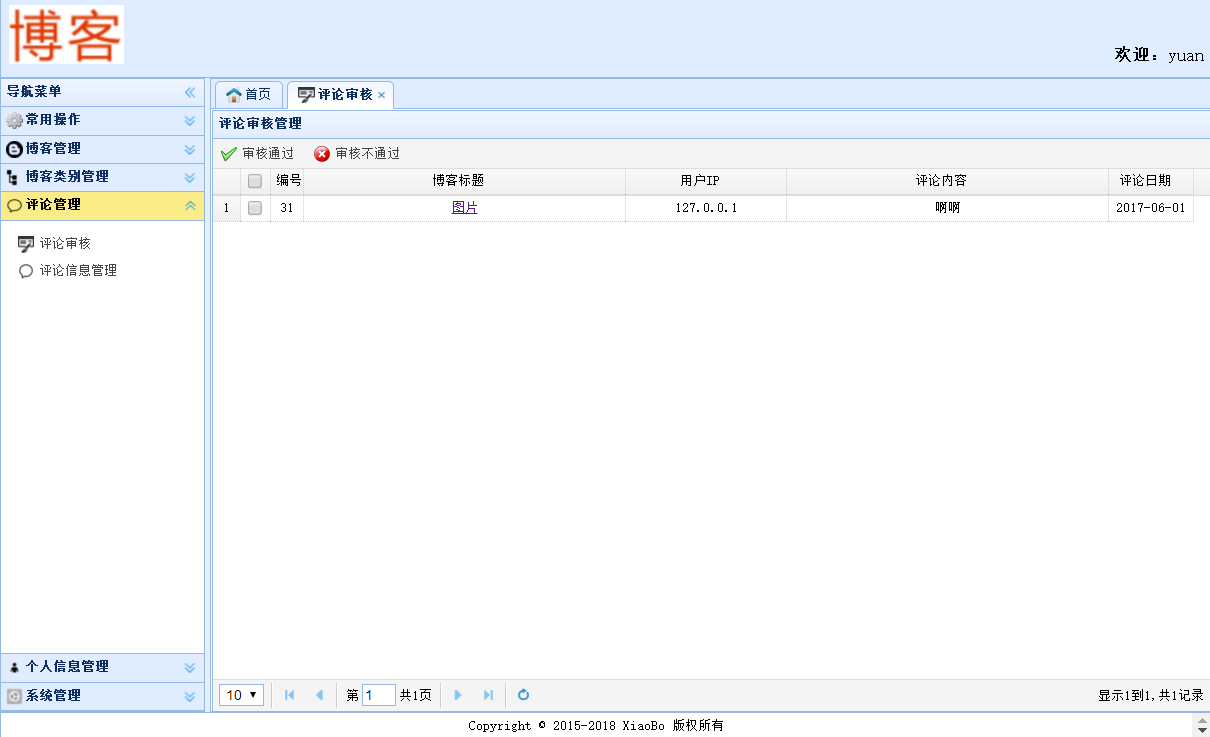 博客
欢迎：yuan
导航菜单
常用操作
博客管理
博客类别管理
评论管理
评论审核
评论信息管理
个人信息管理
系统管理
首页 评论审核
评论审核管理
审核通过 审核不通过
编号 博客标题 用户IP 评论内容 评论日期
1 31 图片 127.0.0.1 啊啊 2017-06-01
10 第 1 共1页 显示1到1,共1记录
Copyright © 2015-2018 XiaoBo 版权所有